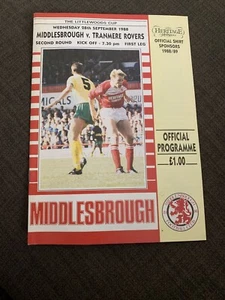 THE LITTLEWOODS CUP
WEDNESDAY 28th SEPTEMBER 1988
MIDDLESBROUGH v. TRANMERE ROVERS
SECOND ROUND KICK OFF - 7.30 pm FIRST LEG
Heritage
OFFICIAL SHIRT
SPONSORS
1988/89
OFFICIAL
PROGRAMME
£1.00
MIDDLESBROUGH